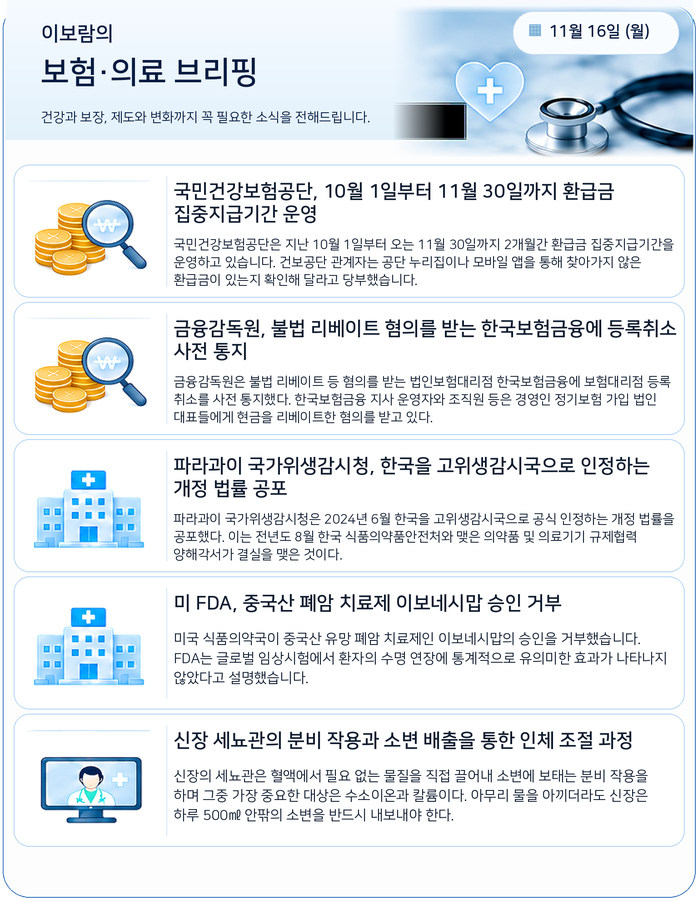 이보람의
보험·의료 브리핑
11월 16일 (월)
건강과 보장, 제도와 변화까지 꼭 필요한 소식을 전해드립니다.
국민건강보험공단, 10월 1일부터 11월 30일까지 환급금
집중지급기간 운영
국민건강보험공단은 지난 10월 1일부터 오는 11월 30일까지 2개월간 환급금 집중지급기간을
운영하고 있습니다. 건보공단 관계자는 공단 누리집이나 모바일 앱을 통해 찾아가지 않은
환급금이 있는지 확인해 달라고 당부했습니다.
금융감독원, 불법 리베이트 혐의를 받는 한국보험금융에 등록취소
사전 통지
금융감독원은 불법 리베이트 등 혐의를 받는 법인보험대리점 한국보험금융에 보험대리점 등록
취소를 사전 통지했다. 한국보험금융 지사 운영자와 조직원 등은 경영인 정기보험 가입 법인
대표들에게 현금을 리베이트한 혐의를 받고 있다.
파라과이 국가위생감시청, 한국을 고위생감시국으로 인정하는
개정 법률 공포
파라과이 국가위생감시청은 2024년 6월 한국을 고위생감시국으로 공식 인정하는 개정 법률을
공포했다. 이는 전년도 8월 한국 식품의약품안전처와 맺은 의약품 및 의료기기 규제협력
양해각서가 결실을 맺은 것이다.
미 FDA, 중국산 폐암 치료제 이보네시맙 승인 거부
미국 식품의약국이 중국산 유망 폐암 치료제인 이보네시맙의 승인을 거부했습니다.
FDA는 글로벌 임상시험에서 환자의 수명 연장에 통계적으로 유의미한 효과가 나타나지
않았다고 설명했습니다.
신장 세뇨관의 분비 작용과 소변 배출을 통한 인체 조절 과정
신장의 세뇨관은 혈액에서 필요 없는 물질을 직접 끌어내 소변에 보태는 분비 작용을
하며 그중 가장 중요한 대상은 수소이온과 칼륨이다. 아무리 물을 아끼더라도 신장은
하루 500㎖ 안팎의 소변을 반드시 내보내야 한다.